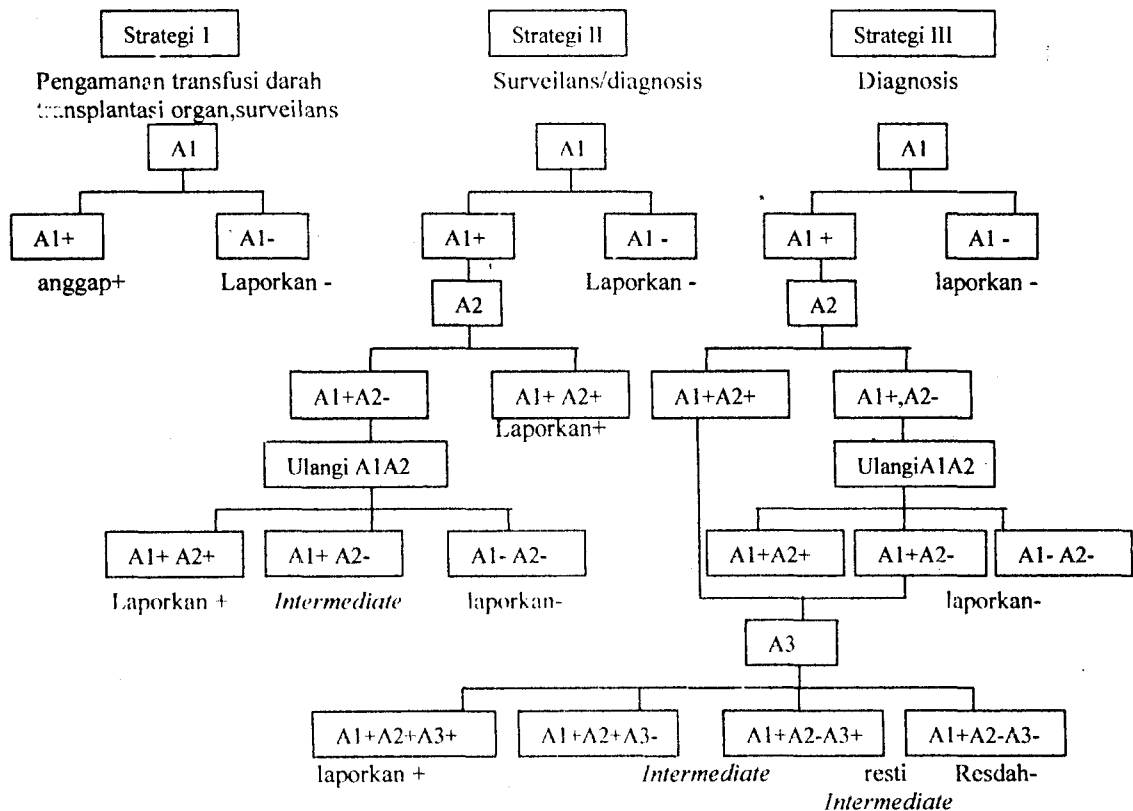 Strategi I Strategi II Strategi III
Pengamanan transfusi darah Surveilans/diagnosis Diagnosis
transplantasi organ,surveilans
A1 A1 A1
A1+ A1- A1+ A1 - A1 + A1 -
anggap+ Laporkan - Laporkan - laporkan -
A2 A2
A1+A2- A1+ A2+ A1+A2+ A1+,A2-
Laporkan+
Ulangi A1A2 UlangiA1A2
A1+ A2+ A1+ A2- A1- A2- A1+A2+ A1+A2- A1- A2-
Laporkan + Intermediate laporkan- laporkan-
A3
A1+A2+A3+ A1+A2+A3- A1+A2-A3+ A1+A2-A3-
laporkan + Intermediate resti Resdah-
Intermediate